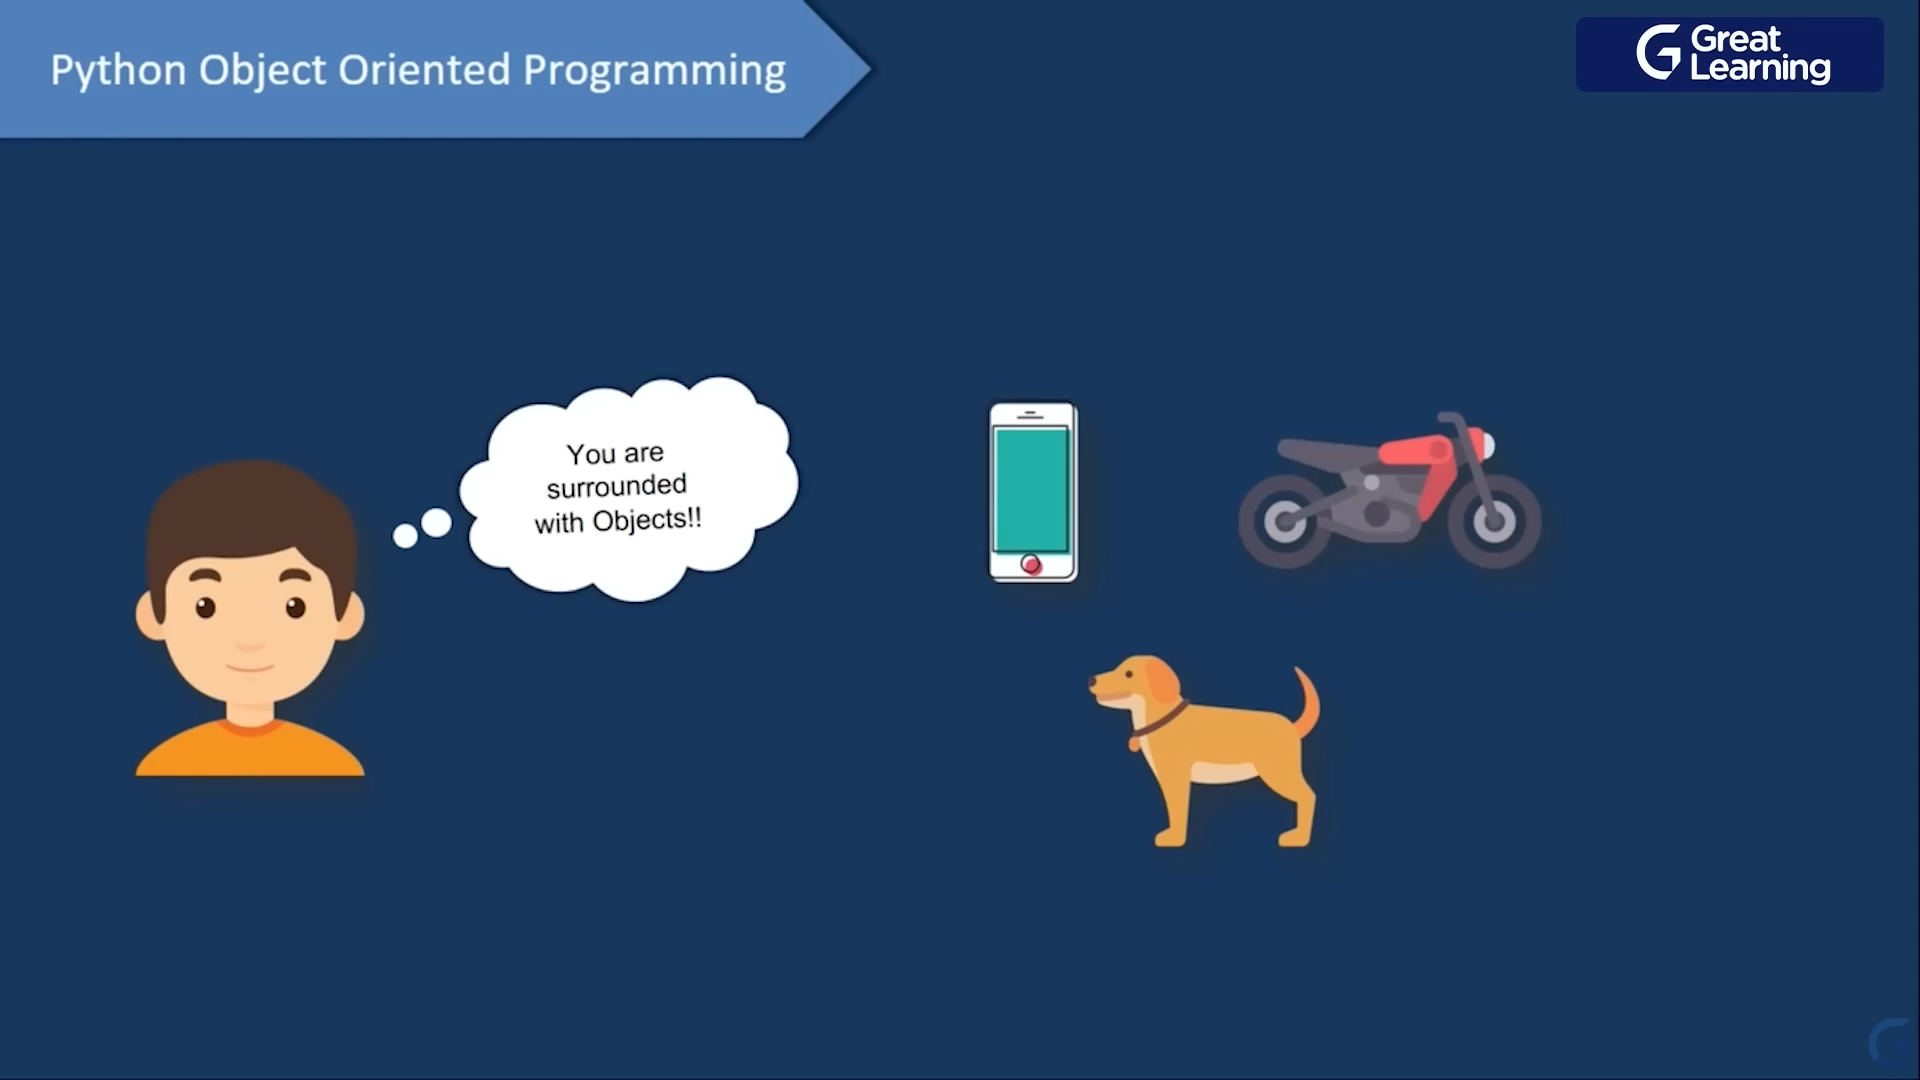 Python Object Oriented Programming
Great
Learning
You are
surrounded
with Objects!!